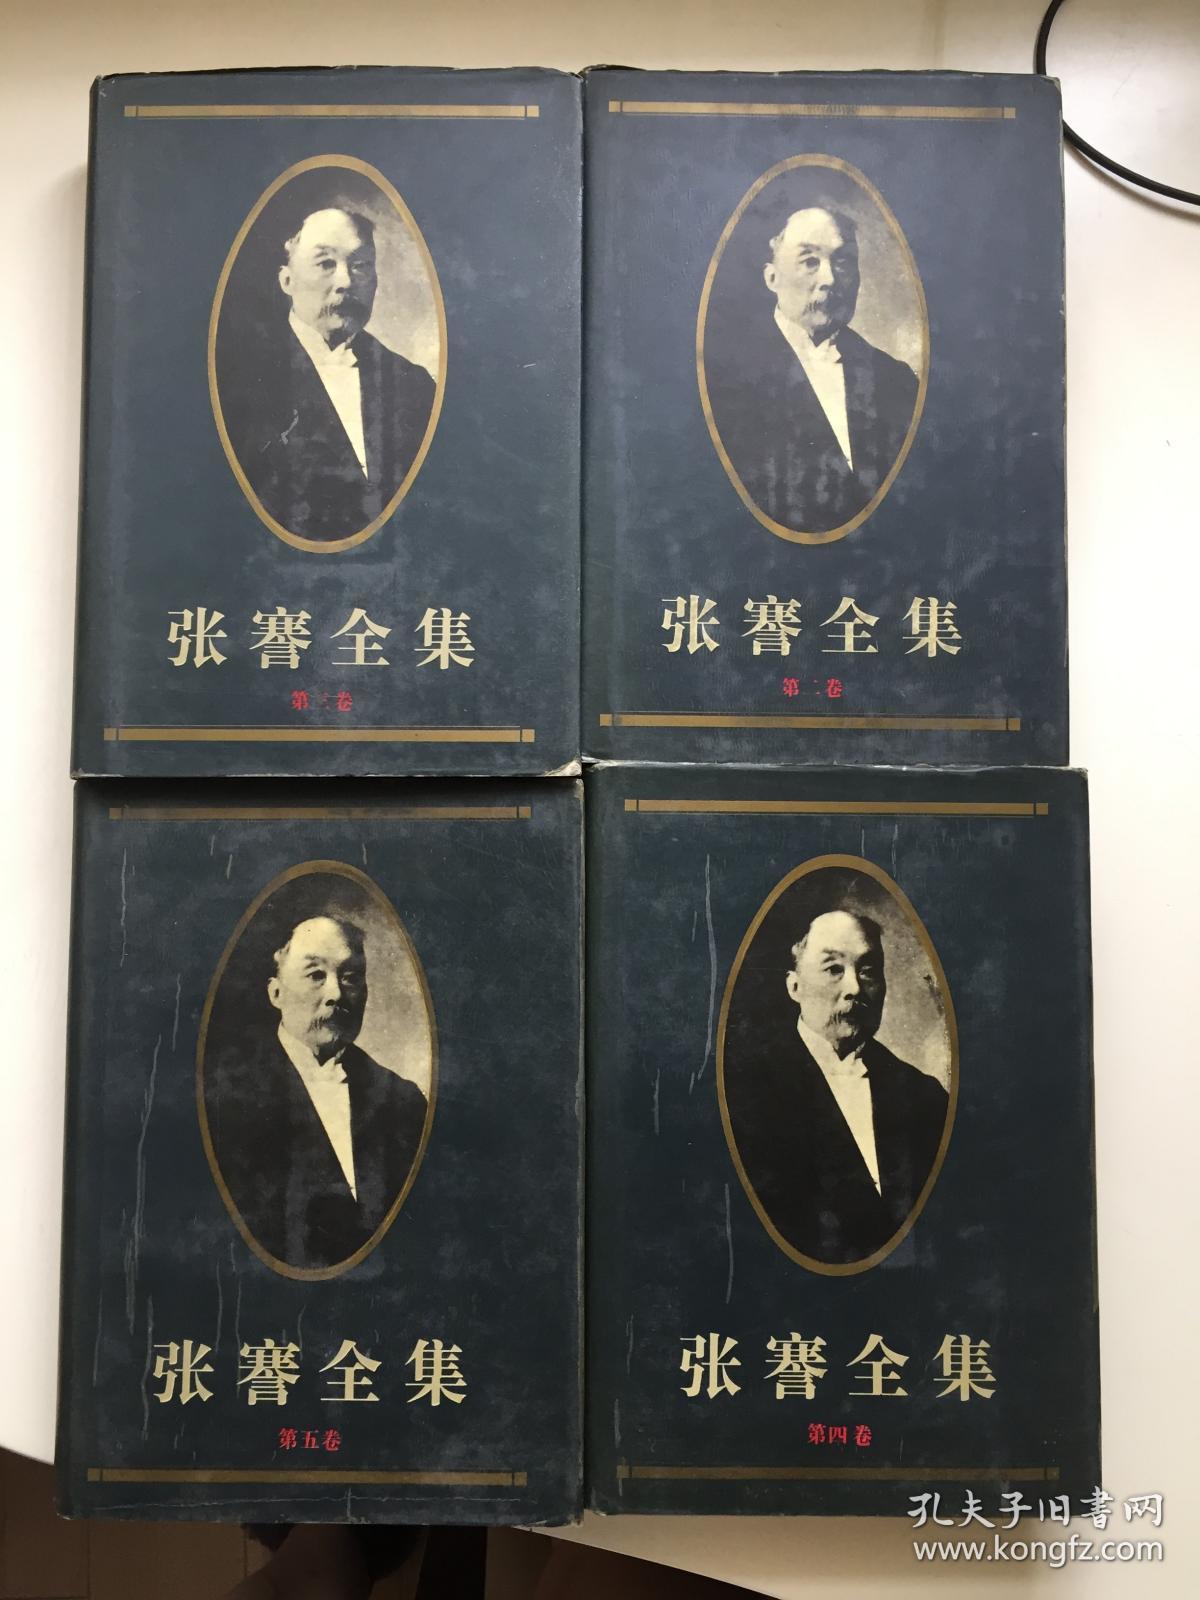 张謇全集
第三卷
张謇全集
第二卷
张謇全集
第五卷
张謇全集
第四卷
孔夫子旧书网
www.kongfz.com